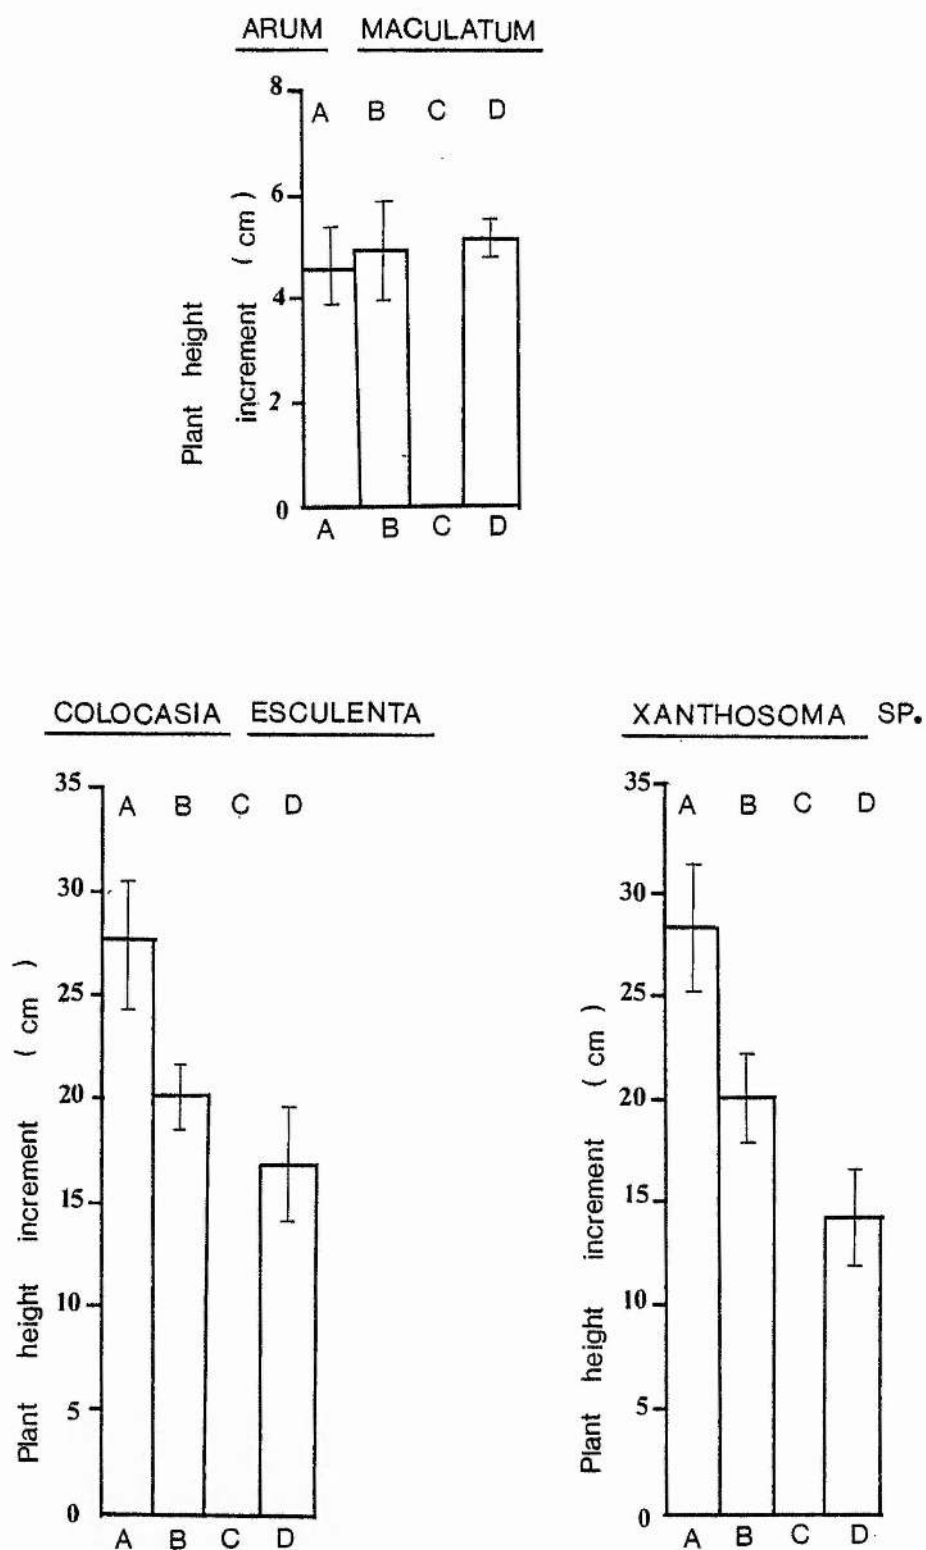 ARUM MACULATUM
8
A B C D
6
4
2
0
Plant height
increment (cm)
A B C D
COLOCASIA ESCULENTA
35
A B C D
30
25
20
15
10
5
0
Plant height increment (cm)
A B C D
XANTHOSOMA SP.
35
A B C D
30
25
20
15
10
5
0
Plant height increment (cm)
A B C D